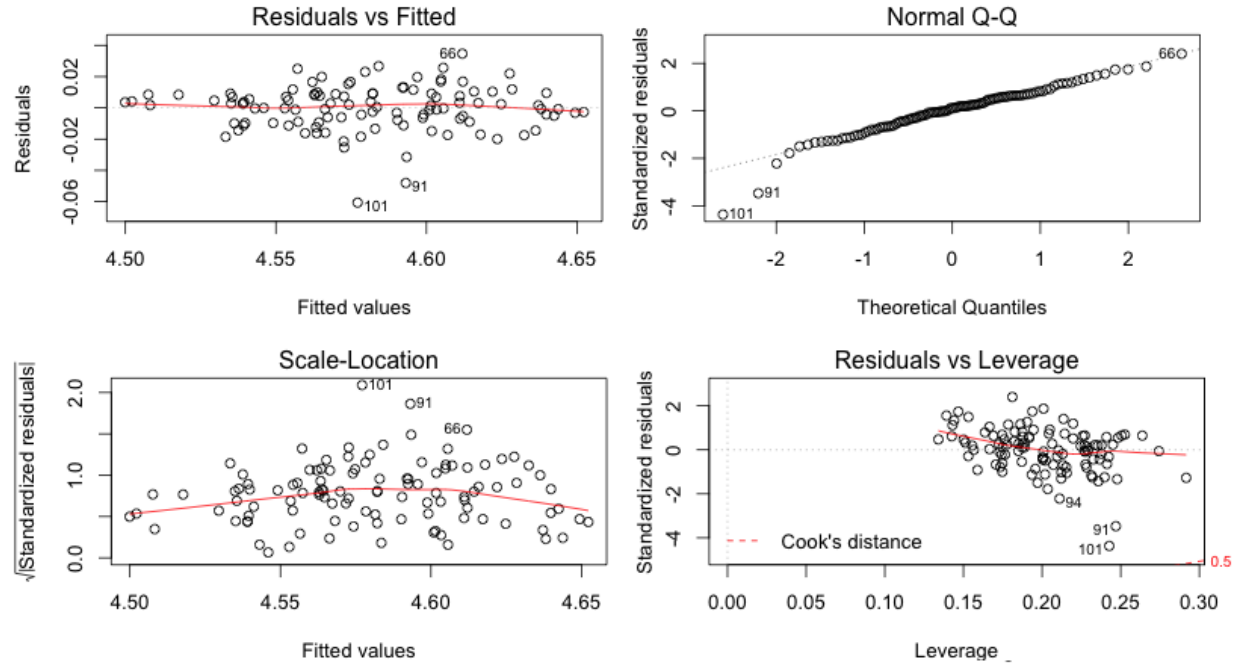 Residuals vs Fitted
Residuals
0.02
-0.02
-0.06
66
91
101
4.50 4.55 4.60 4.65
Fitted values
Normal Q-Q
Standardized residuals
2
0
-2
-4
66
91
101
-2 -1 0 1 2
Theoretical Quantiles
Scale-Location
√|Standardized residuals|
2.0
1.0
0.0
101
91
66
4.50 4.55 4.60 4.65
Fitted values
Residuals vs Leverage
Standardized residuals
2
0
-2
-4
94
91
101
Cook's distance
0.5
0.00 0.05 0.10 0.15 0.20 0.25 0.30
Leverage